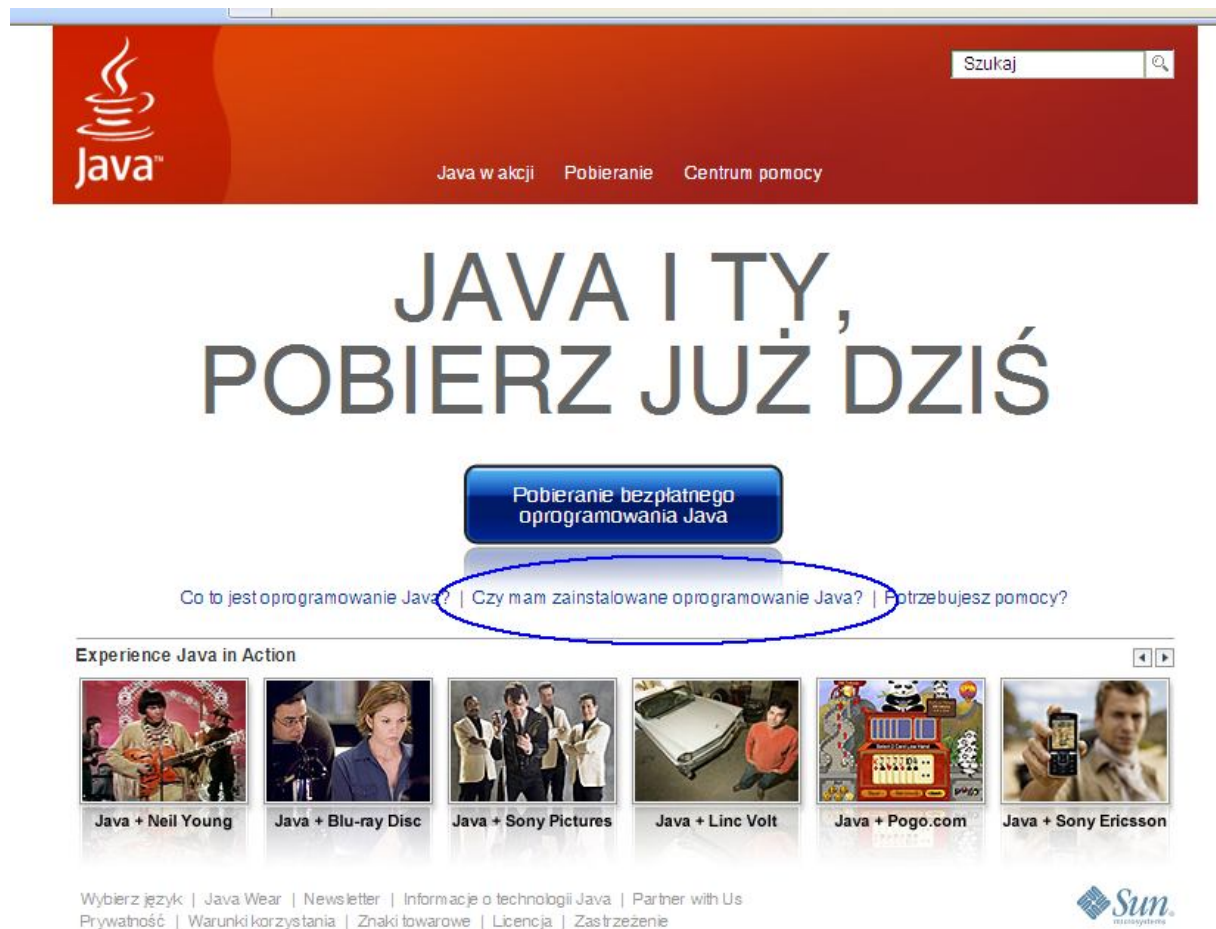 Szukaj
Java™
Java w akcji Pobieranie Centrum pomocy
JAVA I TY,
POBIERZ JUŻ DZIŚ
Pobieranie bezpłatnego
oprogramowania Java
Co to jest oprogramowanie Java? | Czy mam zainstalowane oprogramowanie Java? | Potrzebujesz pomocy?
Experience Java in Action
Java + Neil Young Java + Blu-ray Disc Java + Sony Pictures Java + Linc Volt Java + Pogo.com Java + Sony Ericsson
Wybierz język | Java Wear | Newsletter | Informacje o technologii Java | Partner with Us
Prywatność | Warunki korzystania | Znaki towarowe | Licencja | Zastrzeżenie
Sun
microsystems